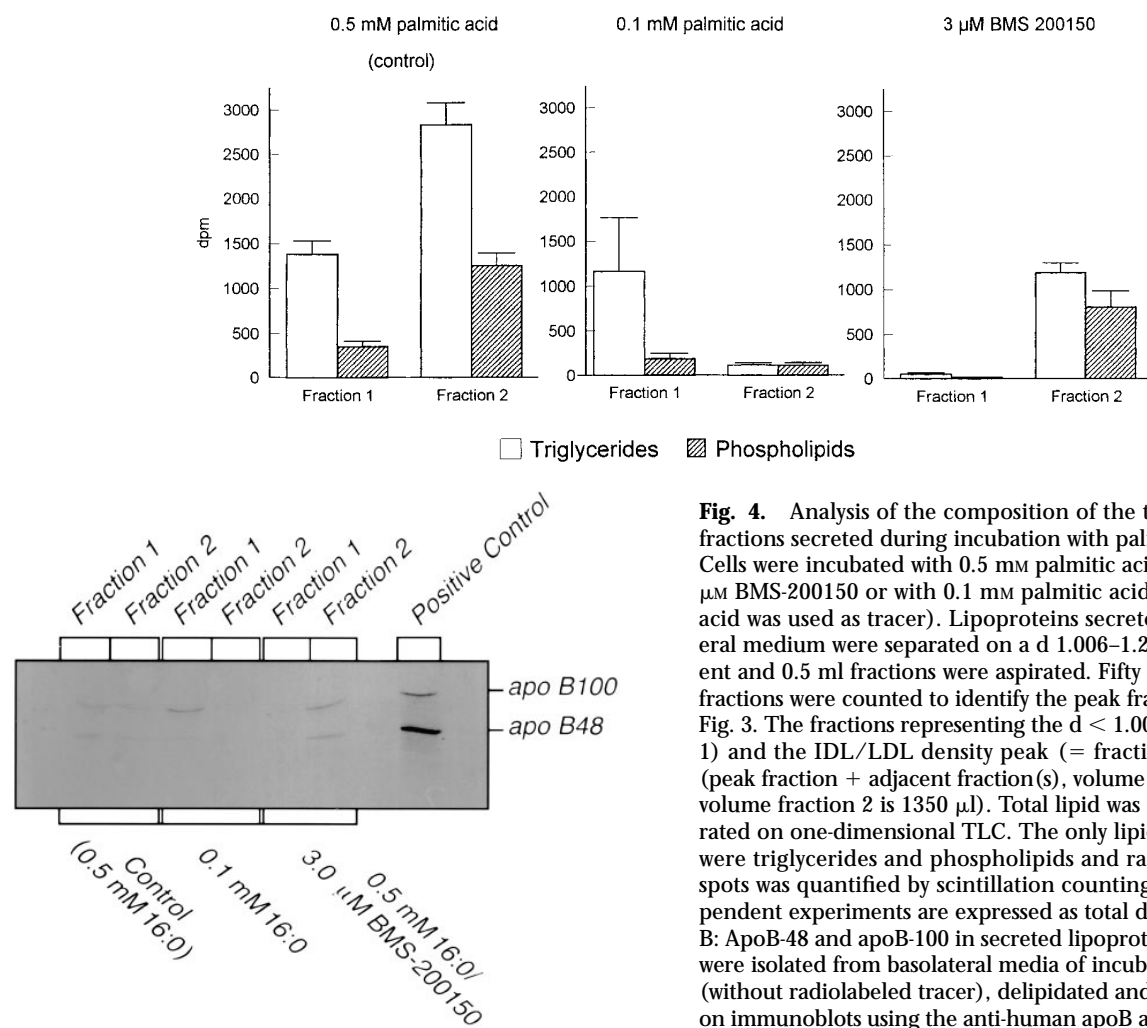 0.5 mM palmitic acid
(control)
0.1 mM palmitic acid
3 µM BMS 200150
dpm
3000
2500
2000
1500
1000
500
0
Fraction 1
Fraction 2
3000
2500
2000
1500
1000
500
0
Fraction 1
Fraction 2
3000
2500
2000
1500
1000
500
0
Fraction 1
Fraction 2
Triglycerides
Phospholipids
Fraction 1
Fraction 2
Fraction 1
Fraction 2
Fraction 1
Fraction 2
Positive Control
apo B100
apo B48
Control
(0.5 mM 16:0)
0.1 mM 16:0
0.5 mM 16:0/
3.0 µM BMS-200150
Fig. 4. Analysis of the composition of the t
fractions secreted during incubation with pal
Cells were incubated with 0.5 mM palmitic aci
µM BMS-200150 or with 0.1 mM palmitic acid
acid was used as tracer). Lipoproteins secret
eral medium were separated on a d 1.006–1.2
ent and 0.5 ml fractions were aspirated. Fifty
fractions were counted to identify the peak fra
Fig. 3. The fractions representing the d < 1.00
1) and the IDL/LDL density peak (= fracti
(peak fraction + adjacent fraction(s), volume
volume fraction 2 is 1350 µl). Total lipid was
rated on one-dimensional TLC. The only lipid
were triglycerides and phospholipids and ra
spots was quantified by scintillation counting
pendent experiments are expressed as total d
B: ApoB-48 and apoB-100 in secreted lipoprot
were isolated from basolateral media of incub
(without radiolabeled tracer), delipidated and
on immunoblots using the anti-human apoB a